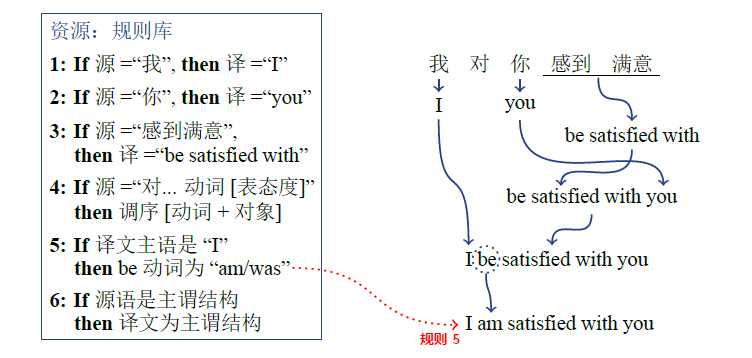 资源：规则库
1: If 源 =“我”, then 译 =“I”
2: If 源 =“你”, then 译 =“you”
3: If 源 =“感到满意”,
then 译 =“be satisfied with”
4: If 源 =“对... 动词 [表态度]”
then 调序 [动词 + 对象]
5: If 译文主语是 “I”
then be 动词为 “am/was”
6: If 源语是主谓结构
then 译文为主谓结构
我 对 你 感到 满意
I you
be satisfied with
be satisfied with you
I be satisfied with you
I am satisfied with you
规则 5